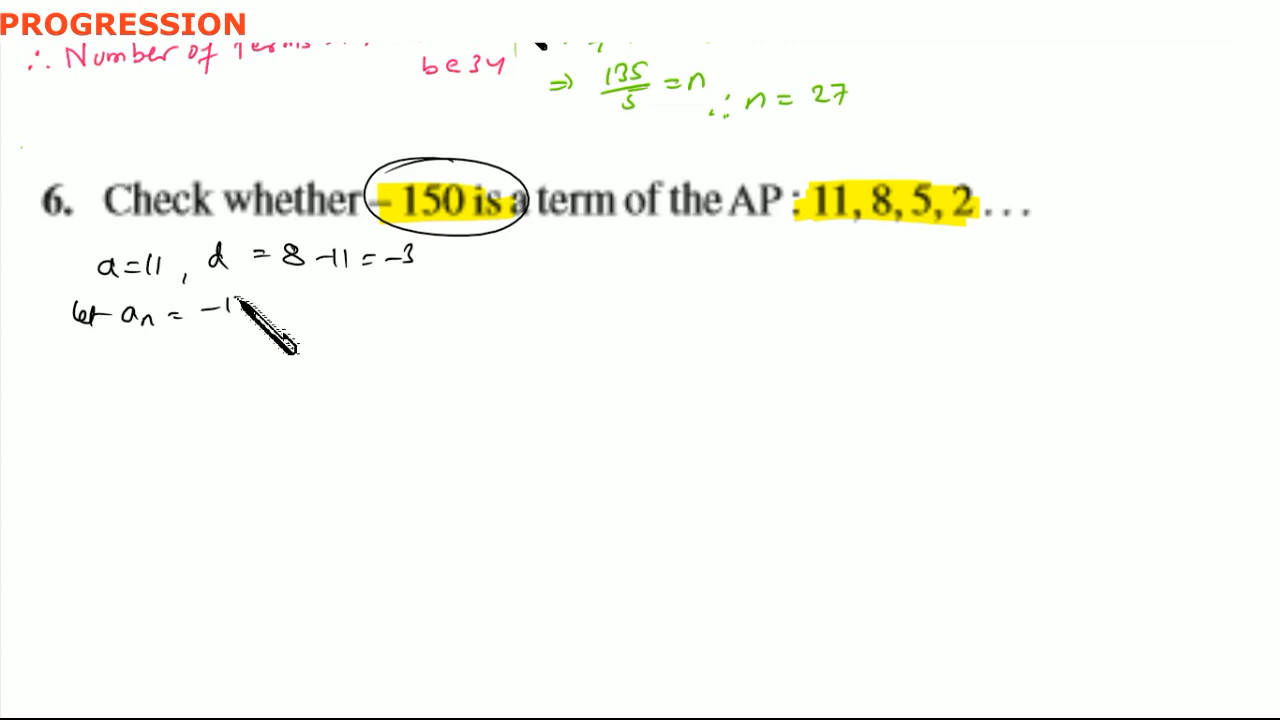 PROGRESSION
∴ Number of Terms
be 34
⇒ 135/5 = n ∴ n = 27
6. Check whether – 150 is a term of the AP : 11, 8, 5, 2 . . .
a = 11 , d = 8 - 11 = -3
let an = -1